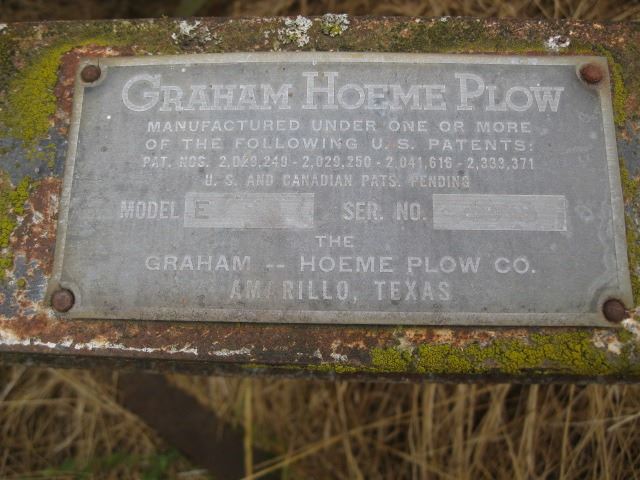 GRAHAM HOEME PLOW
MANUFACTURED UNDER ONE OR MORE
OF THE FOLLOWING U.S. PATENTS:
PAT. NOS. 2,029,249 - 2,029,250 - 2,041,616 - 2,333,371
U. S. AND CANADIAN PATS. PENDING
MODEL E SER. NO.
THE
GRAHAM -- HOEME PLOW CO.
AMARILLO, TEXAS